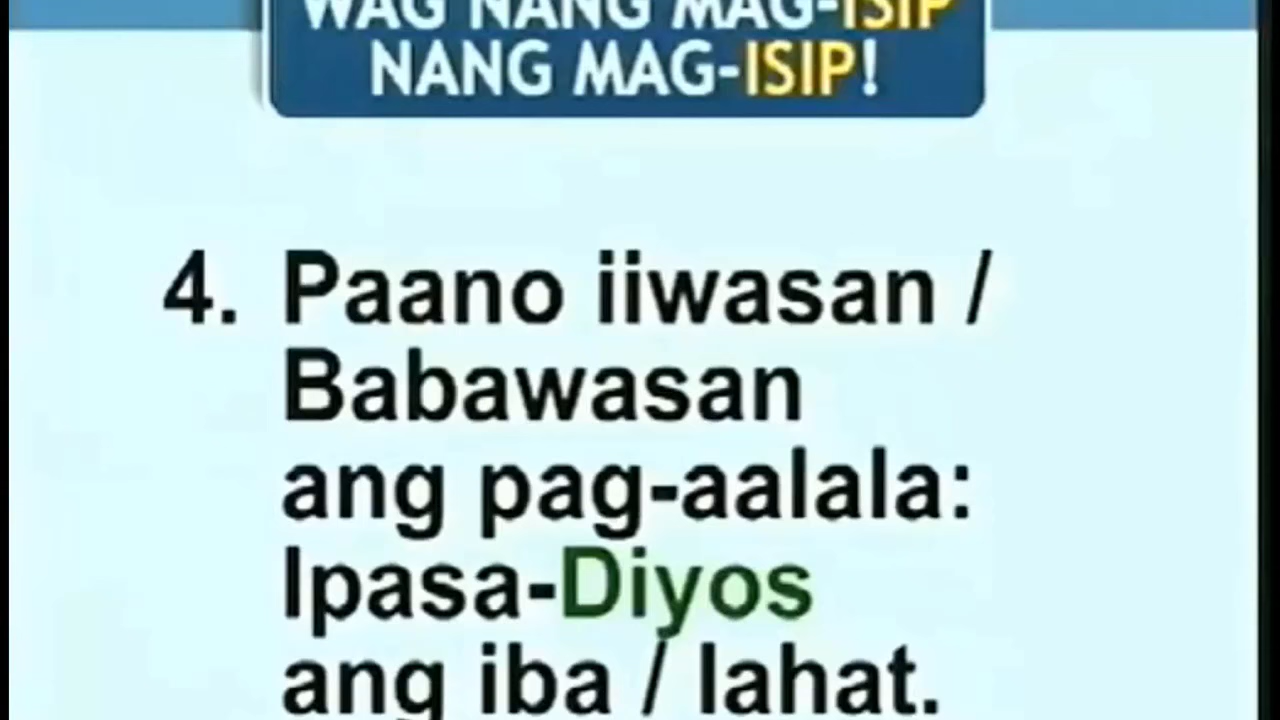 WAG NANG MAG-ISIP
NANG MAG-ISIP!
4. Paano iiwasan /
Babawasan
ang pag-aalala:
Ipasa-Diyos
ang iba / lahat.